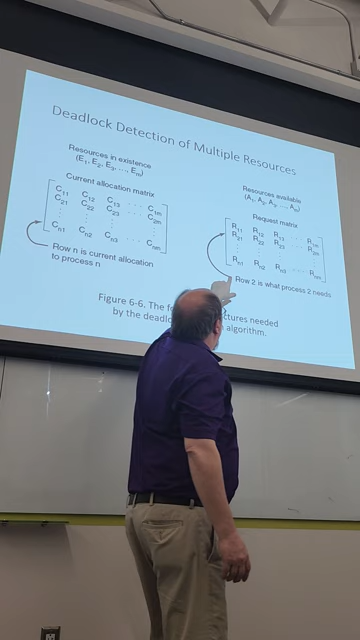 Deadlock Detection of Multiple Resources
Resources in existence
(E1, E2, E3, ..., Em)
Current allocation matrix
C11 C12 C13 ... C1m
C21 C22 C23 ... C2m
Cn1 Cn2 Cn3 ... Cnm
Row n is current allocation
to process n
Resources available
(A1, A2, A3, ..., Am)
Request matrix
R11 R12 R13 ... R1m
R21 R22 R23 ... R2m
Rn1 Rn2 Rn3 ... Rnm
Row 2 is what process 2 needs
Figure 6-6. The ctures needed
by the algorithm.